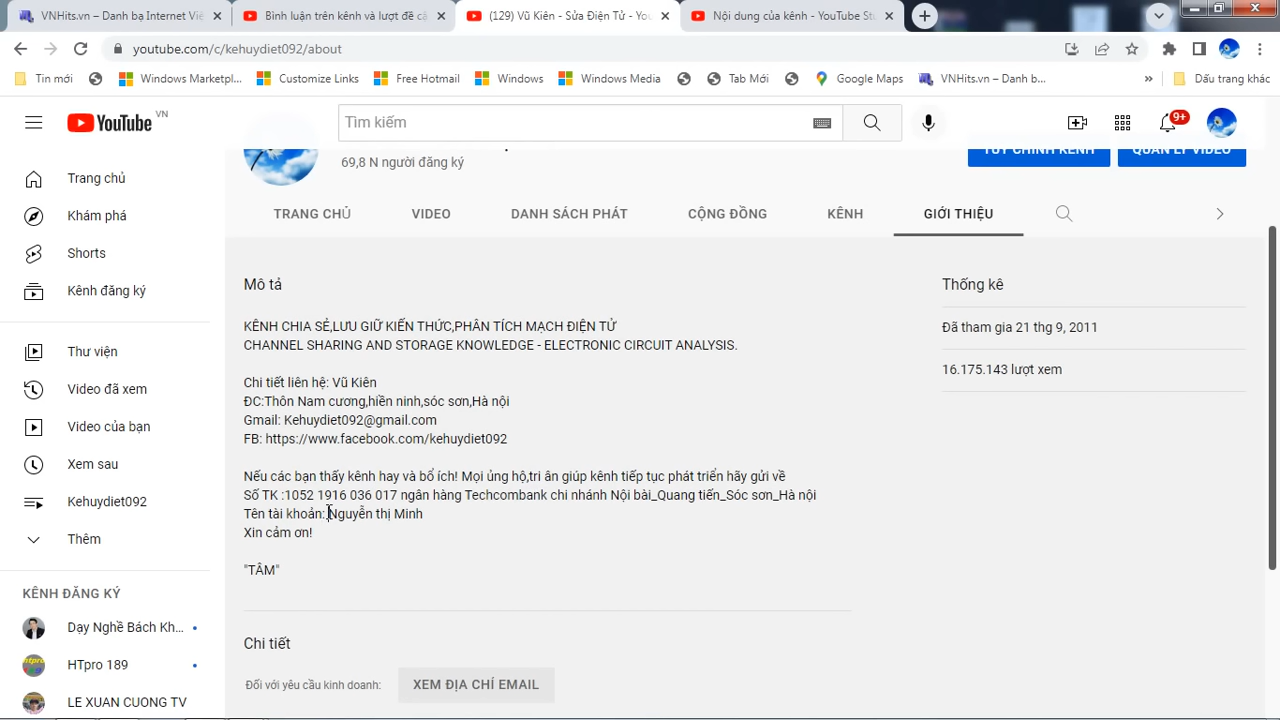 VNHits.vn – Danh bạ Internet Việ
Bình luận trên kênh và lượt đề cậ
(129) Vũ Kiên - Sửa Điện Tử - You
Nội dung của kênh - YouTube Stu
youtube.com/c/kehuydiet092/about
Tin mới
Windows Marketpl...
Customize Links
Free Hotmail
Windows
Windows Media
Tab Mới
Google Maps
VNHits.vn – Danh b...
»
Dấu trang khác
YouTube VN
Tìm kiếm
9+
69,8 N người đăng ký
TÙY CHỈNH KÊNH
QUẢN LÝ VIDEO
Trang chủ
Khám phá
Shorts
Kênh đăng ký
Thư viện
Video đã xem
Video của bạn
Xem sau
Kehuydiet092
Thêm
KÊNH ĐĂNG KÝ
Dạy Nghề Bách Kh...
HTpro 189
LE XUAN CUONG TV
TRANG CHỦ
VIDEO
DANH SÁCH PHÁT
CỘNG ĐỒNG
KÊNH
GIỚI THIỆU
Mô tả
KÊNH CHIA SẺ,LƯU GIỮ KIẾN THỨC,PHÂN TÍCH MẠCH ĐIỆN TỬ
CHANNEL SHARING AND STORAGE KNOWLEDGE - ELECTRONIC CIRCUIT ANALYSIS.
Chi tiết liên hệ: Vũ Kiên
ĐC:Thôn Nam cương,hiền ninh,sóc sơn,Hà nội
Gmail: Kehuydiet092@gmail.com
FB: https://www.facebook.com/kehuydiet092
Nếu các bạn thấy kênh hay và bổ ích! Mọi ủng hộ,tri ân giúp kênh tiếp tục phát triển hãy gửi về
Số TK :1052 1916 036 017 ngân hàng Techcombank chi nhánh Nội bài_Quang tiến_Sóc sơn_Hà nội
Tên tài khoản: Nguyễn thị Minh
Xin cảm ơn!
"TÂM"
Chi tiết
Đối với yêu cầu kinh doanh:
XEM ĐỊA CHỈ EMAIL
Thống kê
Đã tham gia 21 thg 9, 2011
16.175.143 lượt xem